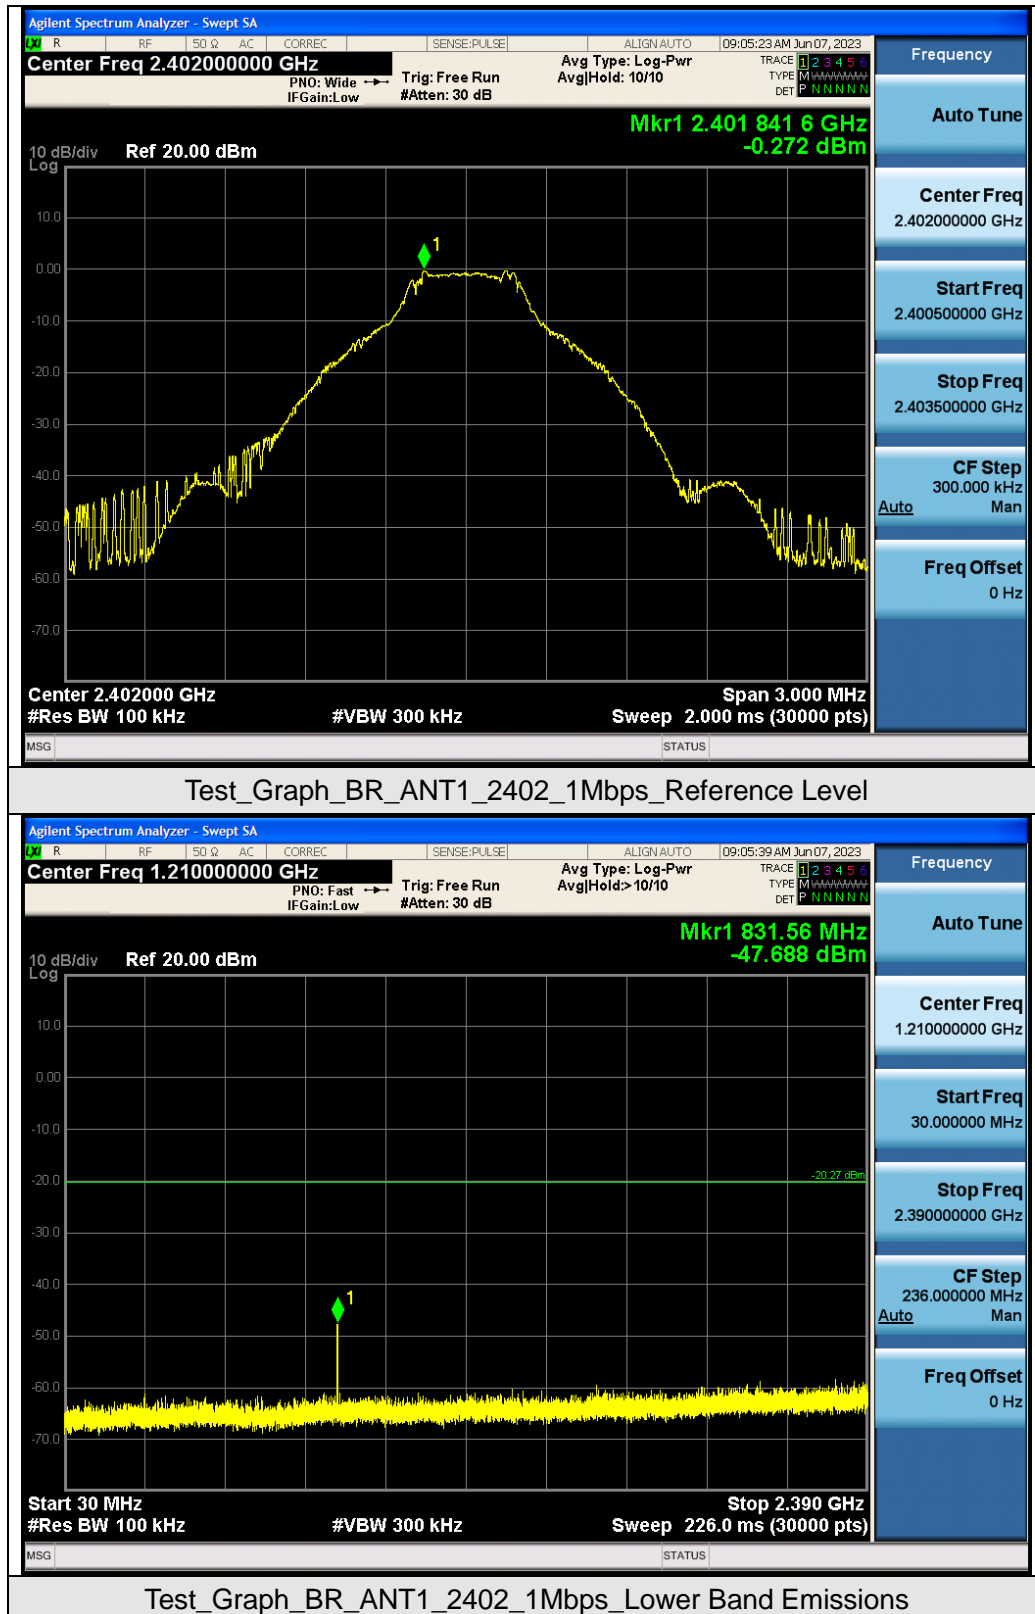 Agilent Spectrum Analyzer - Swept SA
LXI R RF 50 Ω AC CORREC SENSE:PULSE ALIGN AUTO 09:05:23 AM Jun 07, 2023
Center Freq 2.402000000 GHz
PNO: Wide
IFGain:Low
Trig: Free Run
#Atten: 30 dB
Avg Type: Log-Pwr
Avg|Hold: 10/10
TRACE 1 2 3 4 5 6
TYPE M WWWWW
DET P N N N N N
Mkr1 2.401 841 6 GHz
-0.272 dBm
10 dB/div Ref 20.00 dBm
Log
10.0
0.00
-10.0
-20.0
-30.0
-40.0
-50.0
-60.0
-70.0
1
Center 2.402000 GHz Span 3.000 MHz
#Res BW 100 kHz #VBW 300 kHz Sweep 2.000 ms (30000 pts)
MSG STATUS
Frequency
Auto Tune
Center Freq
2.402000000 GHz
Start Freq
2.400500000 GHz
Stop Freq
2.403500000 GHz
CF Step
300.000 kHz
Auto Man
Freq Offset
0 Hz
Test_Graph_BR_ANT1_2402_1Mbps_Reference Level
Agilent Spectrum Analyzer - Swept SA
LXI R RF 50 Ω AC CORREC SENSE:PULSE ALIGN AUTO 09:05:39 AM Jun 07, 2023
Center Freq 1.210000000 GHz
PNO: Fast
IFGain:Low
Trig: Free Run
#Atten: 30 dB
Avg Type: Log-Pwr
Avg|Hold:>10/10
TRACE 1 2 3 4 5 6
TYPE M WWWWW
DET P N N N N N
Mkr1 831.56 MHz
-47.688 dBm
10 dB/div Ref 20.00 dBm
Log
10.0
0.00
-10.0
-20.0
-30.0
-40.0
-50.0
-60.0
-70.0
-20.27 dBm
1
Start 30 MHz Stop 2.390 GHz
#Res BW 100 kHz #VBW 300 kHz Sweep 226.0 ms (30000 pts)
MSG STATUS
Frequency
Auto Tune
Center Freq
1.210000000 GHz
Start Freq
30.000000 MHz
Stop Freq
2.390000000 GHz
CF Step
236.000000 MHz
Auto Man
Freq Offset
0 Hz
Test_Graph_BR_ANT1_2402_1Mbps_Lower Band Emissions